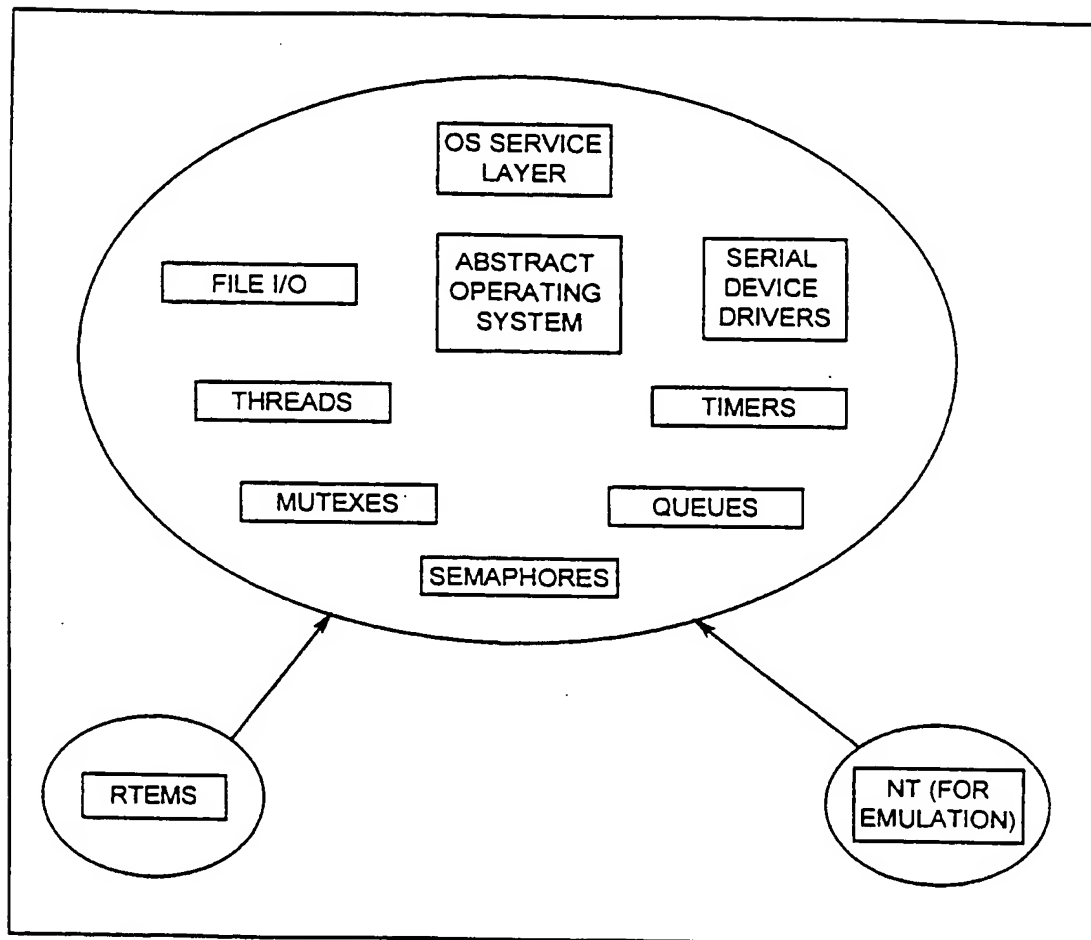 OS SERVICE
LAYER
FILE I/O
ABSTRACT
OPERATING
SYSTEM
SERIAL
DEVICE
DRIVERS
THREADS
TIMERS
MUTEXES
QUEUES
SEMAPHORES
RTEMS
NT (FOR
EMULATION)